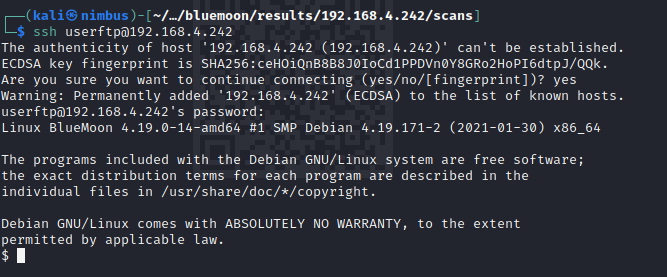 ┌──(kali㉿nimbus)-[~/…/bluemoon/results/192.168.4.242/scans]
└─$ ssh userftp@192.168.4.242
The authenticity of host '192.168.4.242 (192.168.4.242)' can't be established.
ECDSA key fingerprint is SHA256:ceHOiQnB8B8J0IoCd1PPDVn0Y8GRo2HoPI6dtpJ/QQk.
Are you sure you want to continue connecting (yes/no/[fingerprint])? yes
Warning: Permanently added '192.168.4.242' (ECDSA) to the list of known hosts.
userftp@192.168.4.242's password:
Linux BlueMoon 4.19.0-14-amd64 #1 SMP Debian 4.19.171-2 (2021-01-30) x86_64

The programs included with the Debian GNU/Linux system are free software;
the exact distribution terms for each program are described in the
individual files in /usr/share/doc/*/copyright.

Debian GNU/Linux comes with ABSOLUTELY NO WARRANTY, to the extent
permitted by applicable law.
$